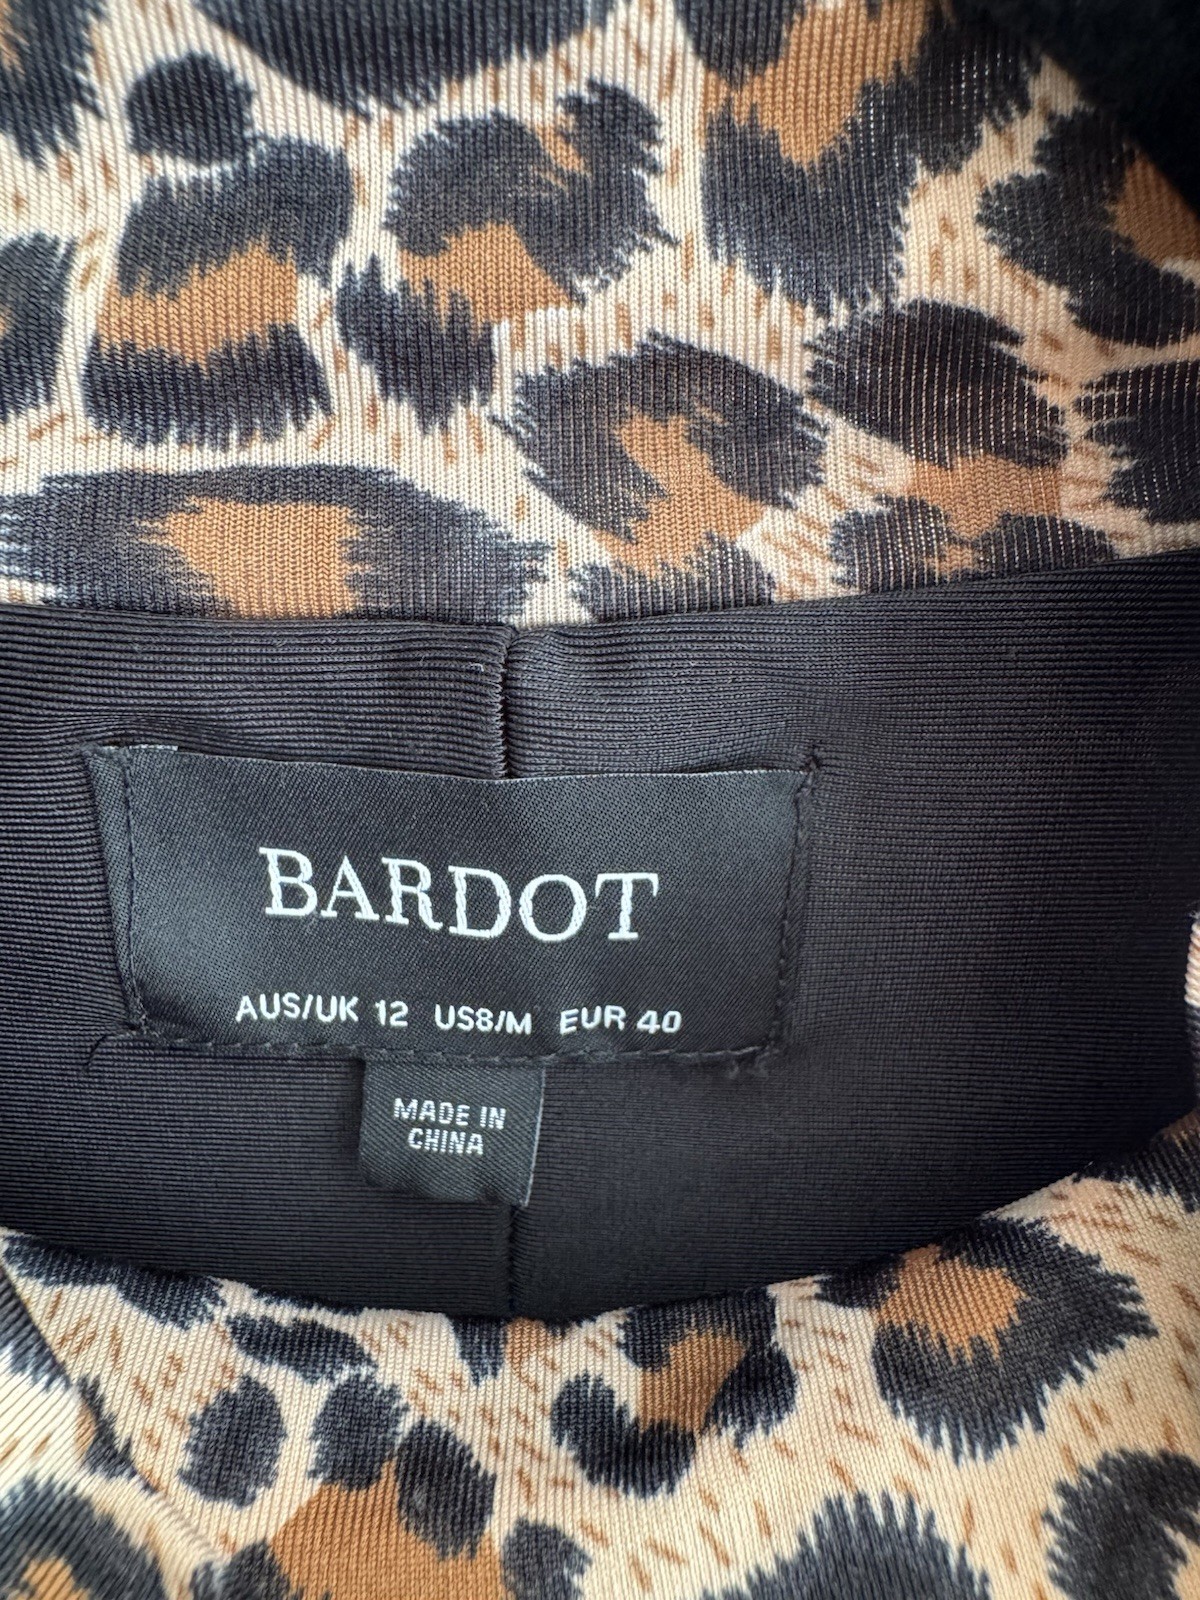 BARDOT
AUS/UK 12 US8/M EUR 40
MADE IN
CHINA